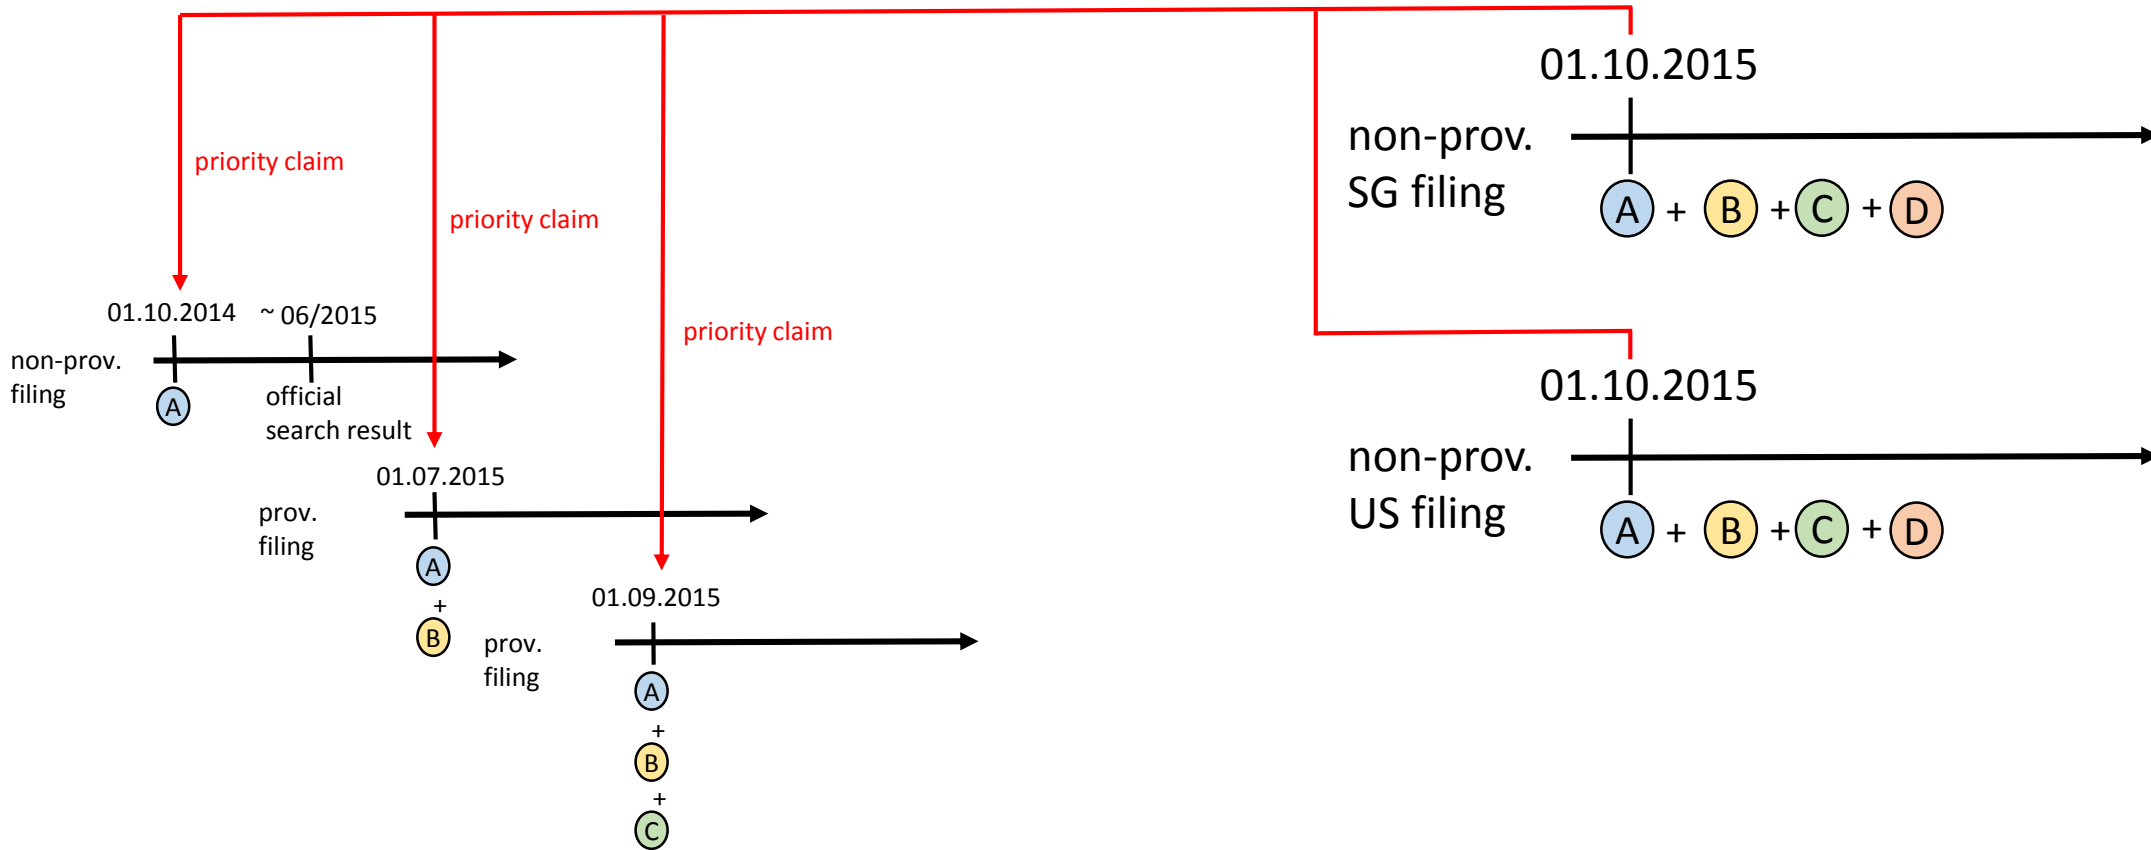 01.10.2015
non-prov.
SG filing
A + B + C + D
priority claim
priority claim
priority claim
01.10.2014
~ 06/2015
non-prov.
filing
A
official
search result
01.10.2015
non-prov.
US filing
A + B + C + D
01.07.2015
prov.
filing
A
+
B
01.09.2015
prov.
filing
A
+
B
+
C